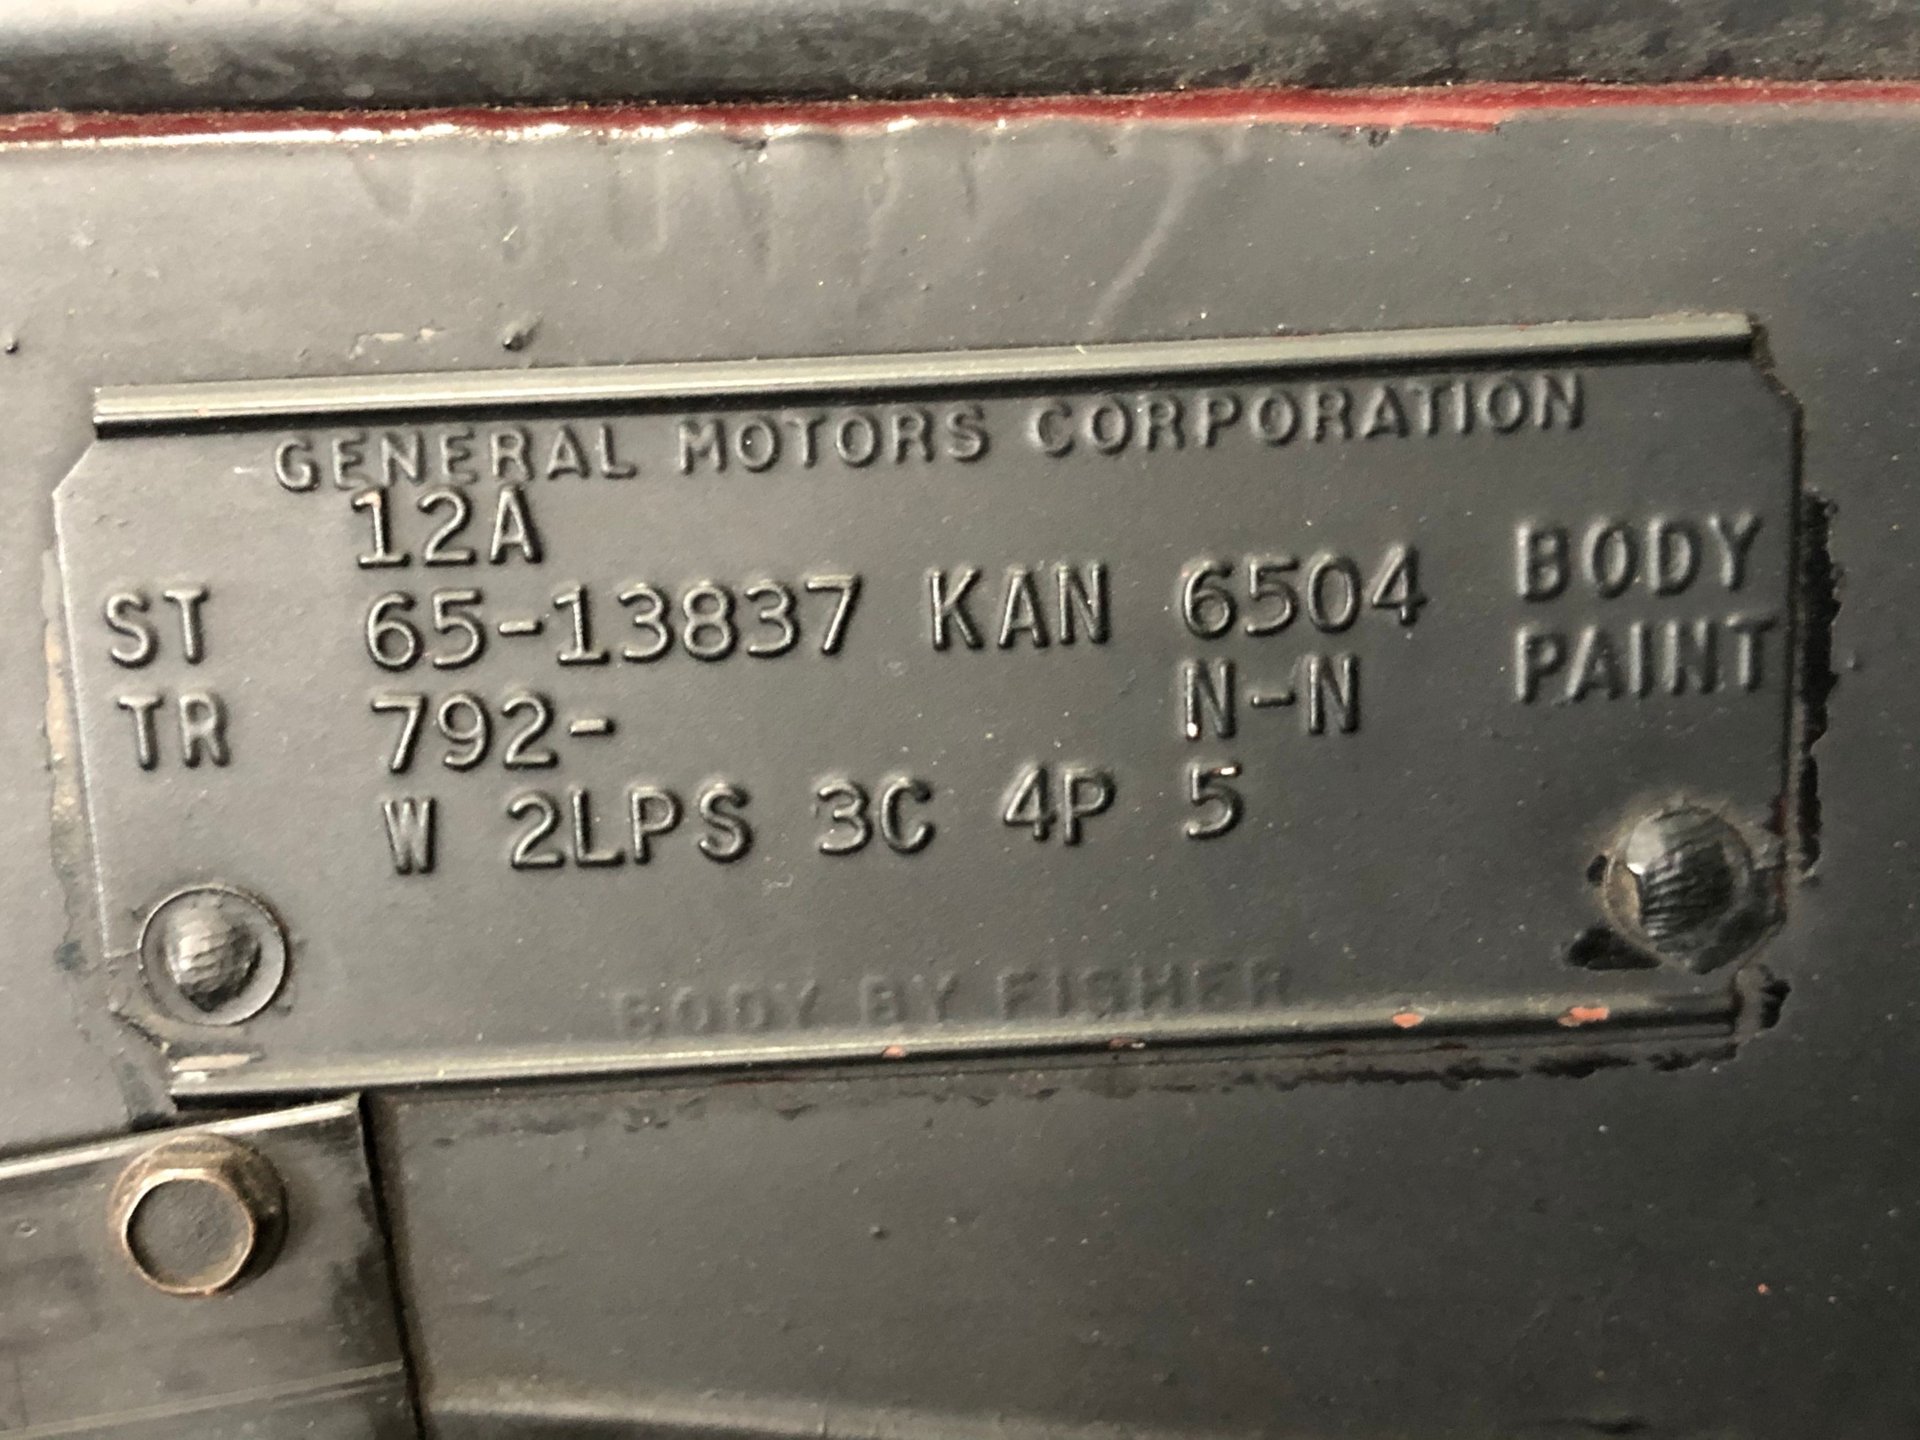 GENERAL MOTORS CORPORATION
12A
ST 65-13837 KAN 6504 BODY
TR 792- N-N PAINT
W 2LPS 3C 4P 5
BODY BY FISHER